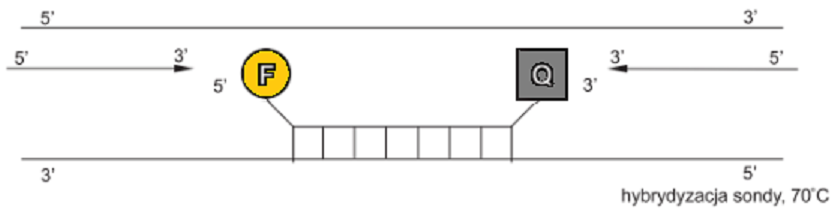 5' 3'
5' 3' 3' 5'
5' F Q 3'
3' 5'
hybrydyzacja sondy, 70°C